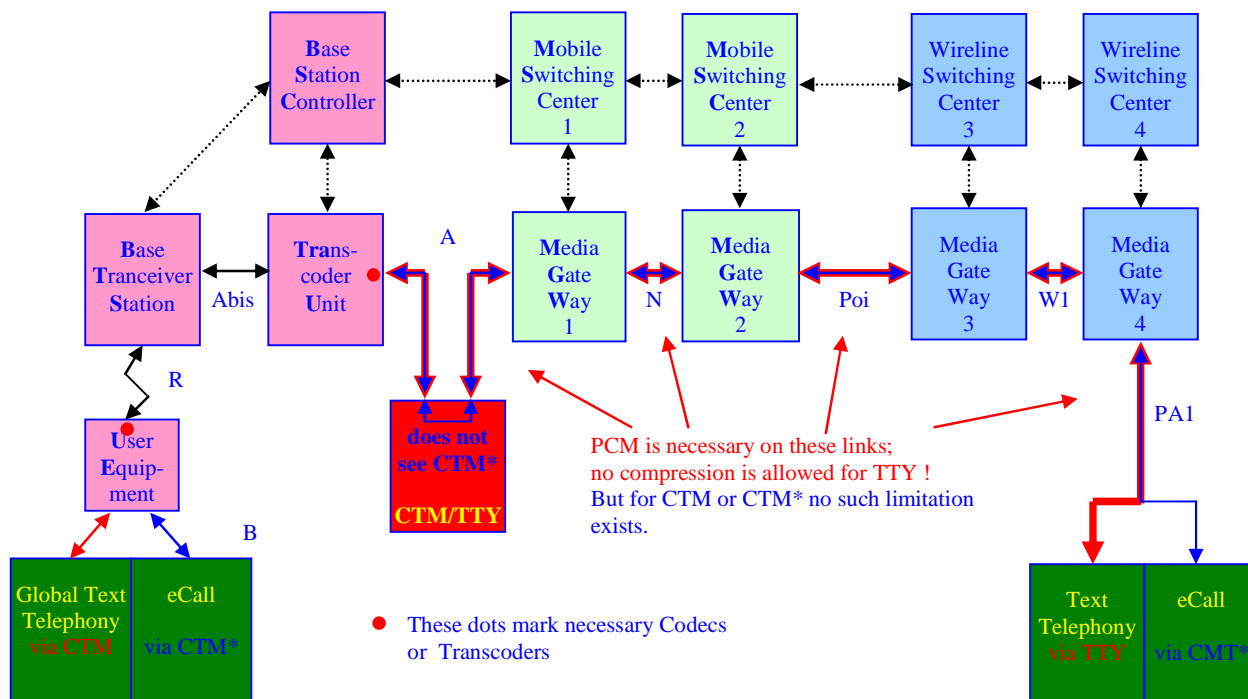 Base
Station
Controller
Mobile
Switching
Center
1
Mobile
Switching
Center
2
Wireline
Switching
Center
3
Wireline
Switching
Center
4
Base
Tranceiver
Station
Abis
Trans-
coder
Unit
A
Media
Gate
Way
1
N
Media
Gate
Way
2
Poi
Media
Gate
Way
3
W1
Media
Gate
Way
4
R
User
Equip-
ment
B
does not
see CTM*
CTM/TTY
PCM is necessary on these links;
no compression is allowed for TTY !
But for CTM or CTM* no such limitation
exists.
PA1
Global Text
Telephony
via CTM
eCall
via CTM*
These dots mark necessary Codecs
or Transcoders
Text
Telephony
via TTY
eCall
via CMT*